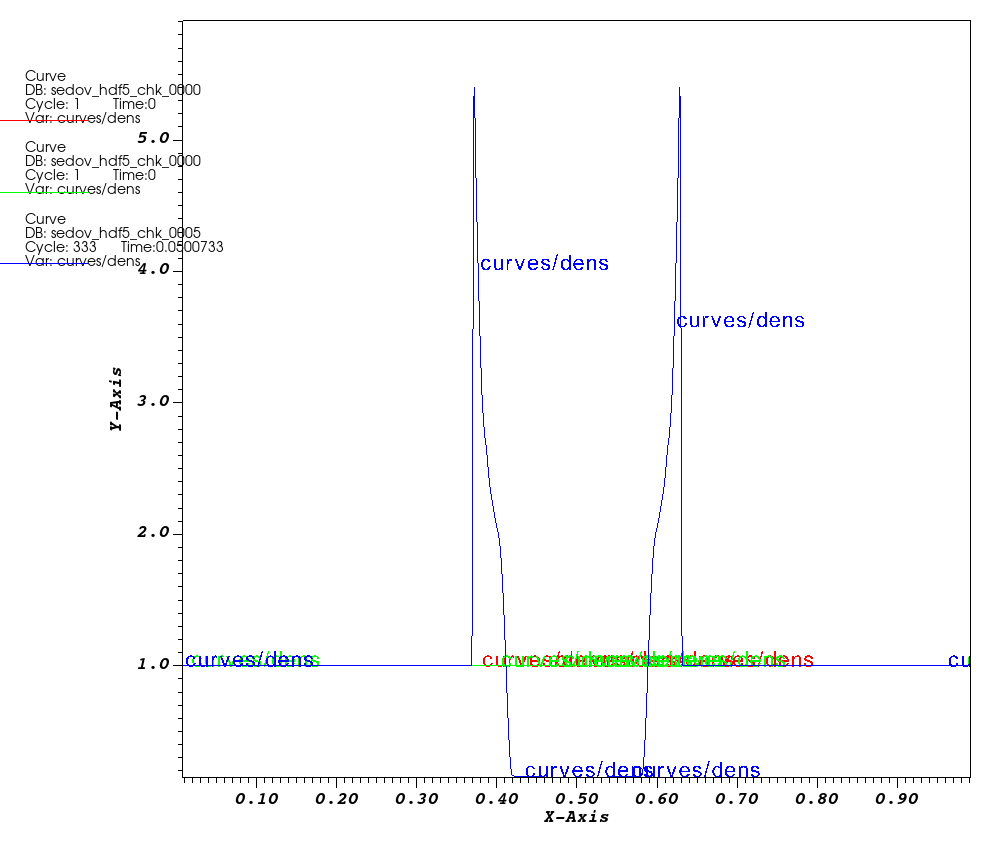 Curve
DB: sedov_hdf5_chk_0000
Cycle: 1 Time:0
Var: curves/dens
Curve
DB: sedov_hdf5_chk_0000
Cycle: 1 Time:0
Var: curves/dens
Curve
DB: sedov_hdf5_chk_0005
Cycle: 333 Time:0.0500733
Var: curves/dens
5.0
4.0
3.0
2.0
1.0
Y-Axis
curves/dens
curves/dens
curves/dens
cu
curves/dens
curves/dens
0.10 0.20 0.30 0.40 0.50 0.60 0.70 0.80 0.90
X-Axis